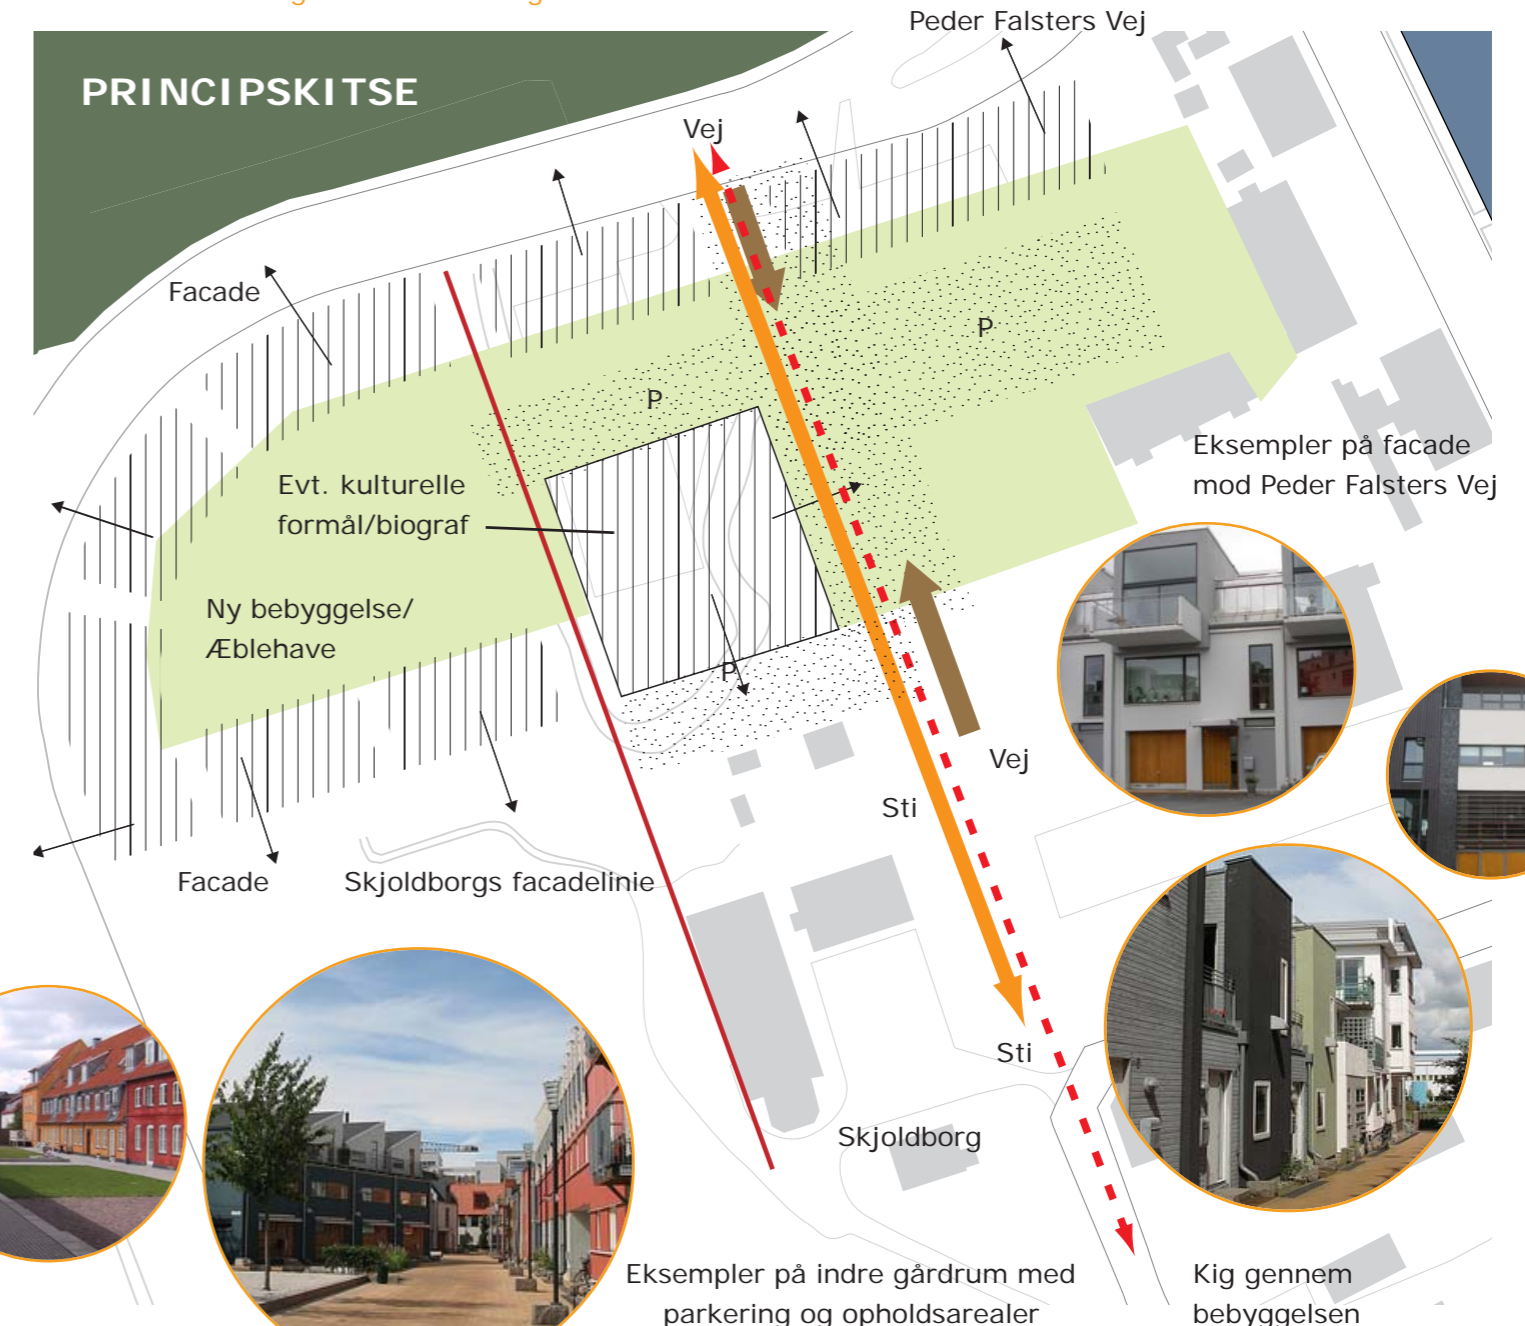 Peder Falsters Vej
PRINCIPSKITSE
Vej
Facade
P
P
Eksempler på facade
mod Peder Falsters Vej
Evt. kulturelle
formål/biograf
Ny bebyggelse/
Æblehave
P
Vej
Sti
Facade
Skjoldborgs facadelinie
Sti
Skjoldborg
Eksempler på indre gårdrum med
parkering og opholdsarealer
Kig gennem
bebyggelsen